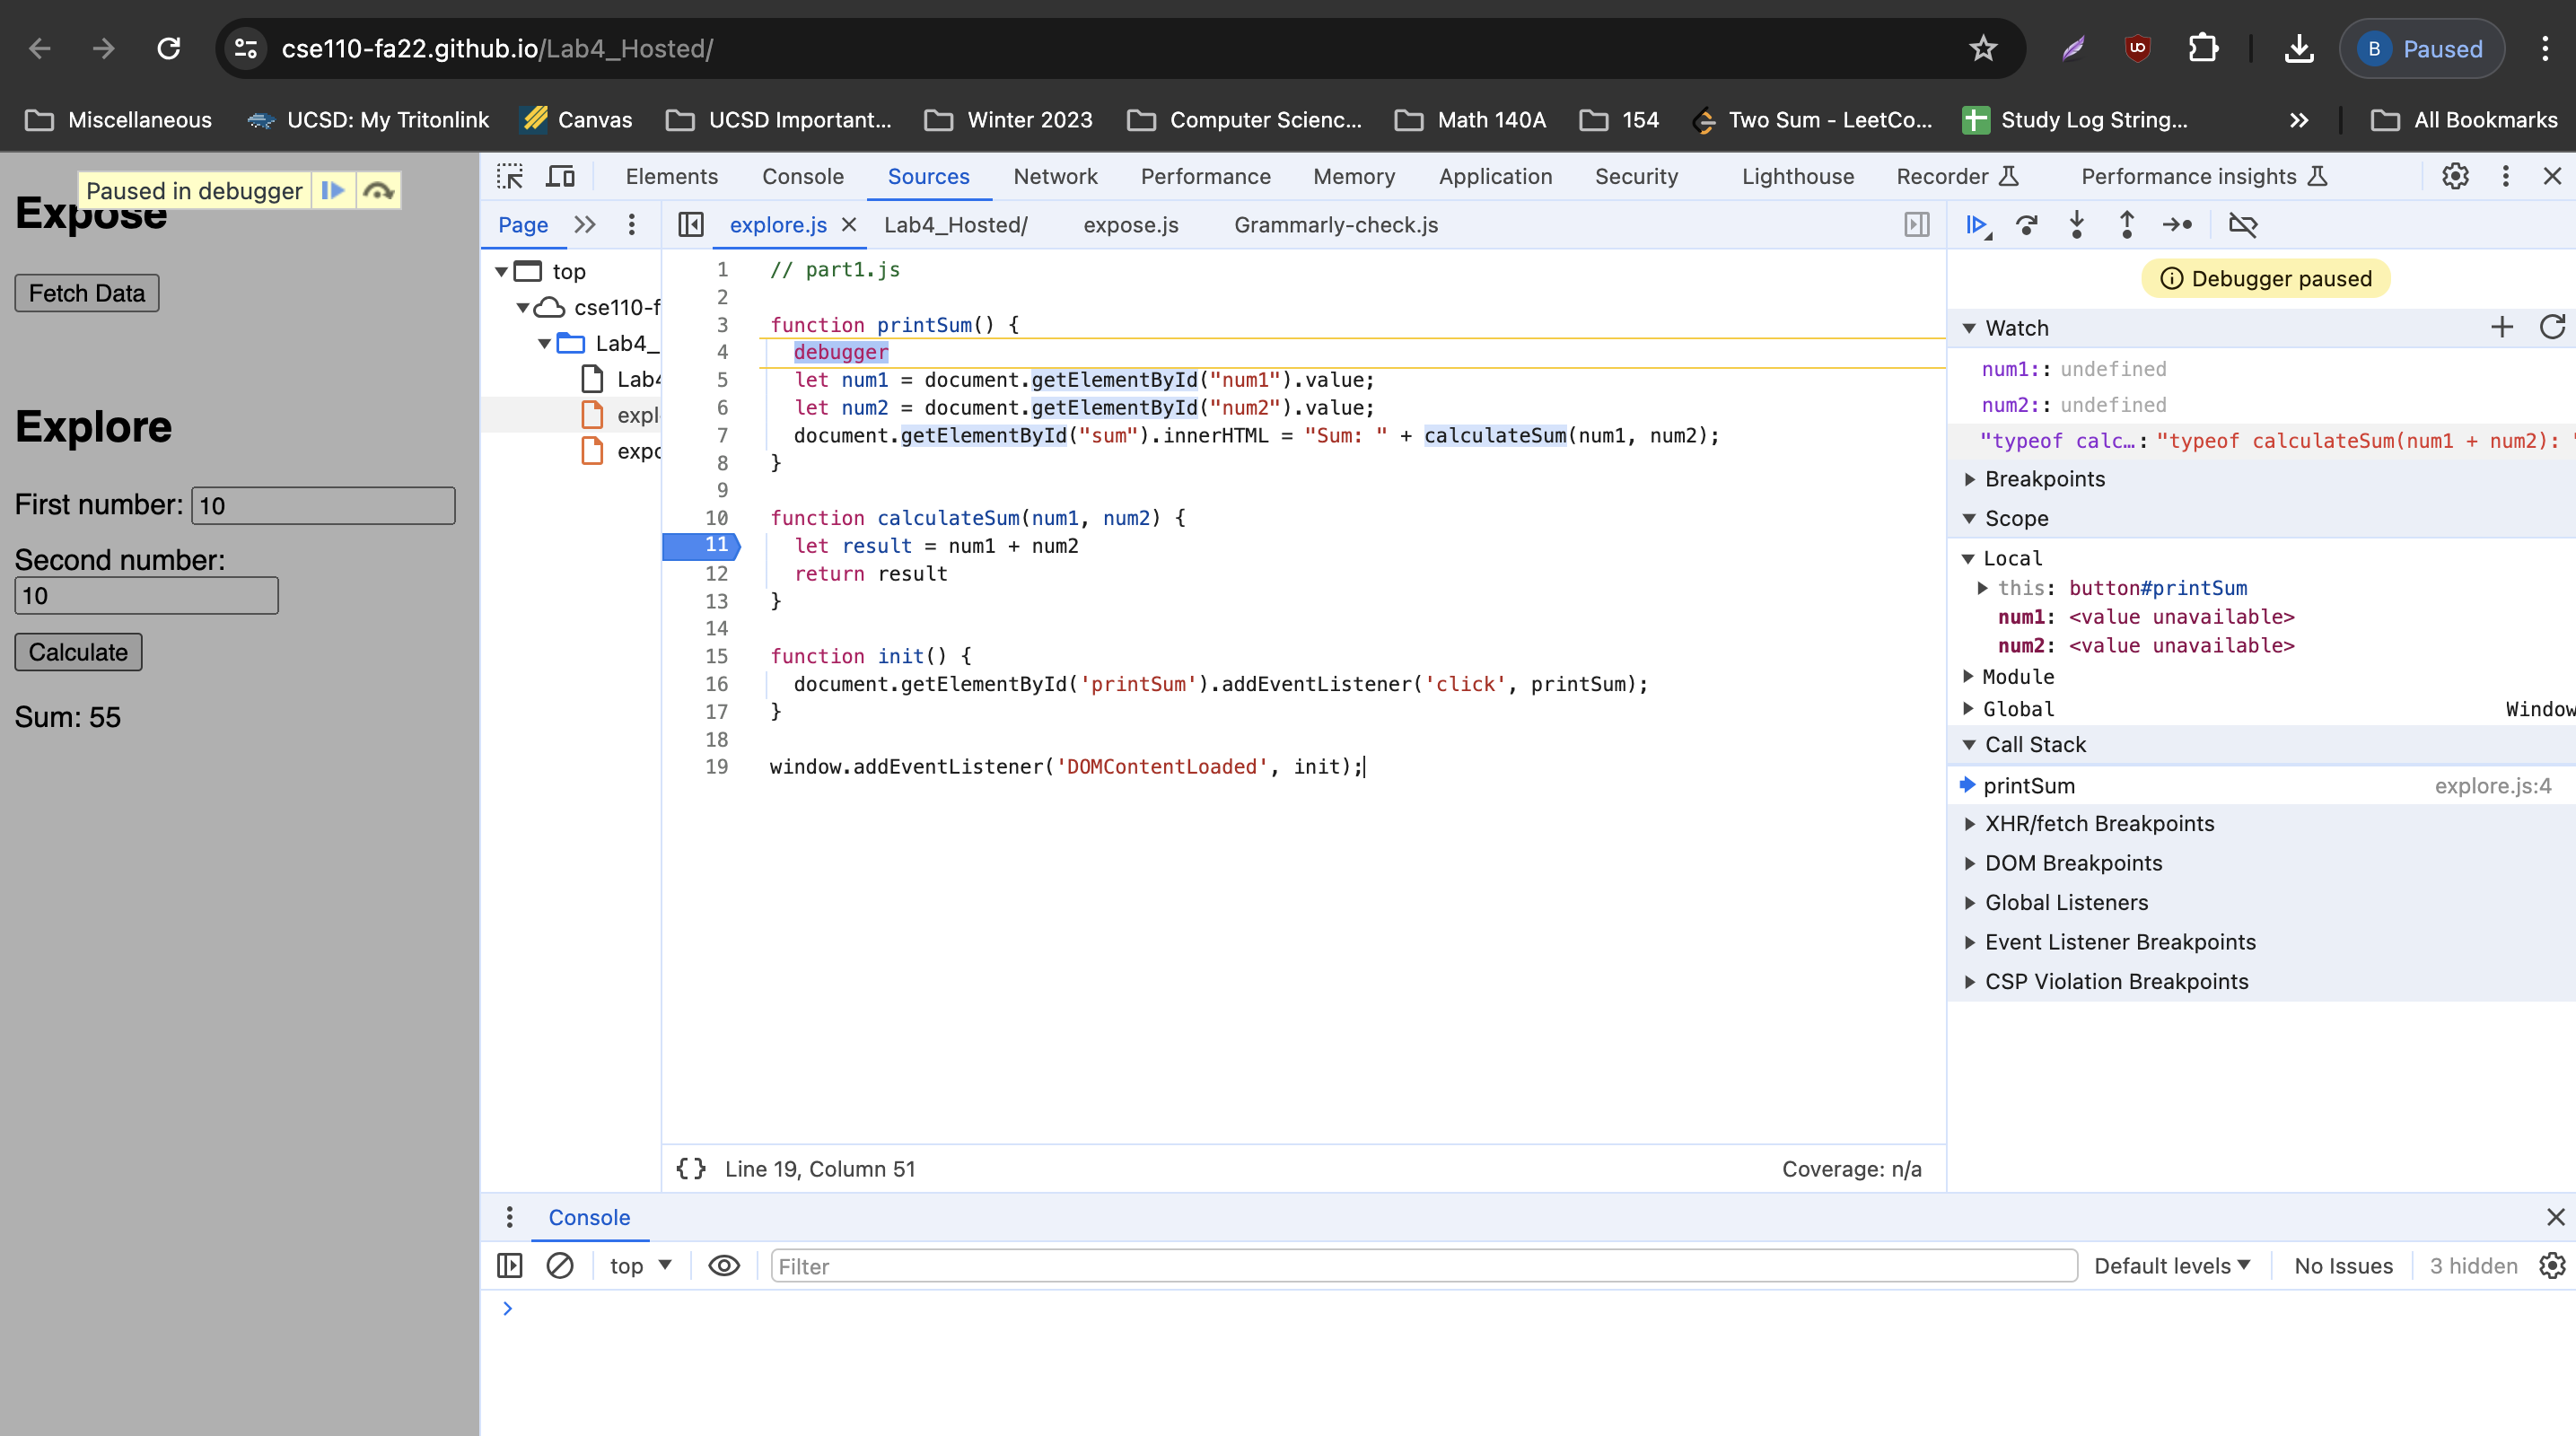 cse110-fa22.github.io/Lab4_Hosted/
B Paused
Miscellaneous UCSD: My Tritonlink Canvas UCSD Important... Winter 2023 Computer Scienc... Math 140A 154 Two Sum - LeetCo... Study Log String... » All Bookmarks
Paused in debugger
Expose
Fetch Data
Explore
First number: 10
Second number:
10
Calculate
Sum: 55
Elements Console Sources Network Performance Memory Application Security Lighthouse Recorder Performance insights
Page » explore.js Lab4_Hosted/ expose.js Grammarly-check.js
top
cse110-f
Lab4_
Lab4
expl
expo
1 // part1.js
2
3 function printSum() {
4 debugger
5 let num1 = document.getElementById("num1").value;
6 let num2 = document.getElementById("num2").value;
7 document.getElementById("sum").innerHTML = "Sum: " + calculateSum(num1, num2);
8 }
9
10 function calculateSum(num1, num2) {
11 let result = num1 + num2
12 return result
13 }
14
15 function init() {
16 document.getElementById('printSum').addEventListener('click', printSum);
17 }
18
19 window.addEventListener('DOMContentLoaded', init);
{ } Line 19, Column 51 Coverage: n/a
Debugger paused
Watch
num1:: undefined
num2:: undefined
"typeof calc…: "typeof calculateSum(num1 + num2): "
Breakpoints
Scope
Local
this: button#printSum
num1: <value unavailable>
num2: <value unavailable>
Module
Global Window
Call Stack
printSum explore.js:4
XHR/fetch Breakpoints
DOM Breakpoints
Global Listeners
Event Listener Breakpoints
CSP Violation Breakpoints
Console
top Filter Default levels No Issues 3 hidden
>